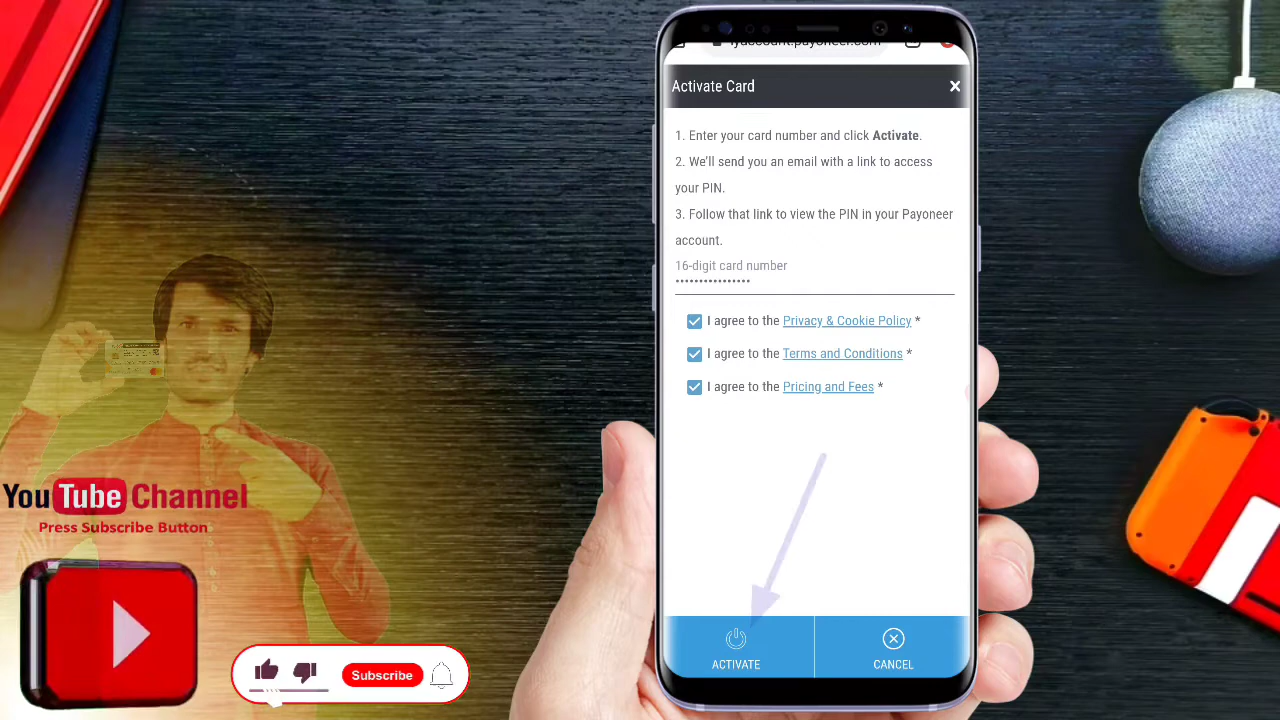 Activate Card
1. Enter your card number and click Activate.
2. We'll send you an email with a link to access
your PIN.
3. Follow that link to view the PIN in your Payoneer
account.
16-digit card number
I agree to the Privacy & Cookie Policy *
I agree to the Terms and Conditions *
I agree to the Pricing and Fees *
ACTIVATE
CANCEL
YouTube Channel
Press Subscribe Button
Subscribe